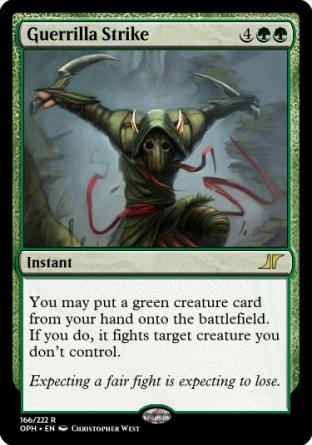 Guerrilla Strike 4
Instant
You may put a green creature card
from your hand onto the battlefield.
If you do, it fights target creature you
don't control.
Expecting a fair fight is expecting to lose.
166/222 R
OPH • EN Christopher West